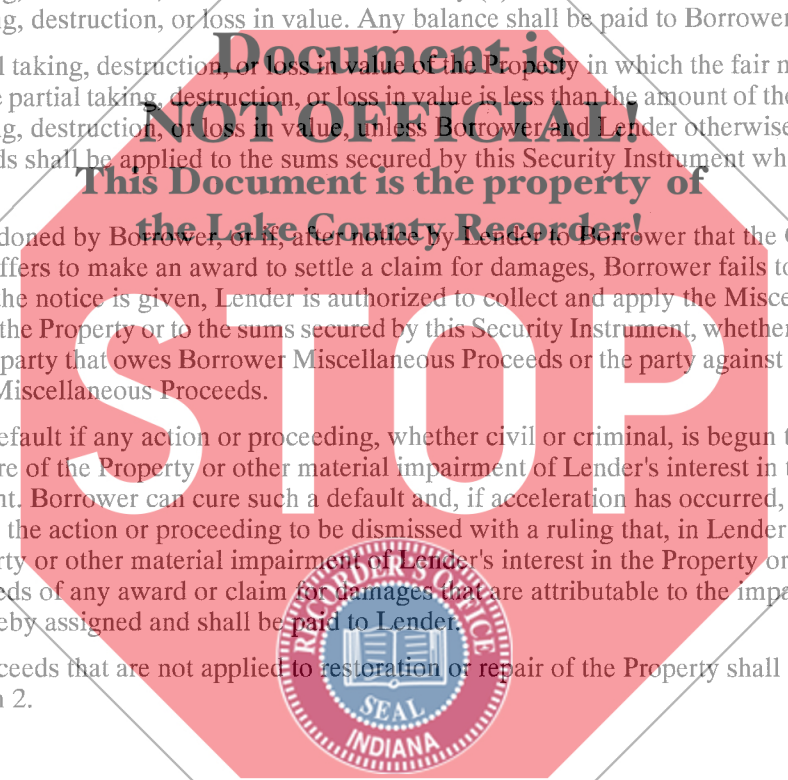 g, destruction, or loss in value. Any balance shall be paid to Borrower
Document is
l taking, destruction, or loss in value of the Property in which the fair m
e partial taking, destruction, or loss in value is less than the amount of the
NOT OFFICIAL!
g, destruction, or loss in value, unless Borrower and Lender otherwise
ds shall be applied to the sums secured by this Security Instrument wh
This Document is the property of
the Lake County Recorder!
doned by Borrower, or if, after notice by Lender to Borrower that the
ffers to make an award to settle a claim for damages, Borrower fails to
he notice is given, Lender is authorized to collect and apply the Misce
the Property or to the sums secured by this Security Instrument, whether
party that owes Borrower Miscellaneous Proceeds or the party against
Miscellaneous Proceeds.
STOP
efault if any action or proceeding, whether civil or criminal, is begun t
re of the Property or other material impairment of Lender's interest in t
nt. Borrower can cure such a default and, if acceleration has occurred,
the action or proceeding to be dismissed with a ruling that, in Lender
rty or other material impairment of Lender's interest in the Property or
eds of any award or claim for damages that are attributable to the impa
eby assigned and shall be paid to Lender.
ceeds that are not applied to restoration or repair of the Property shall
n 2.
RECORDER'S OFFICE
SEAL
INDIANA